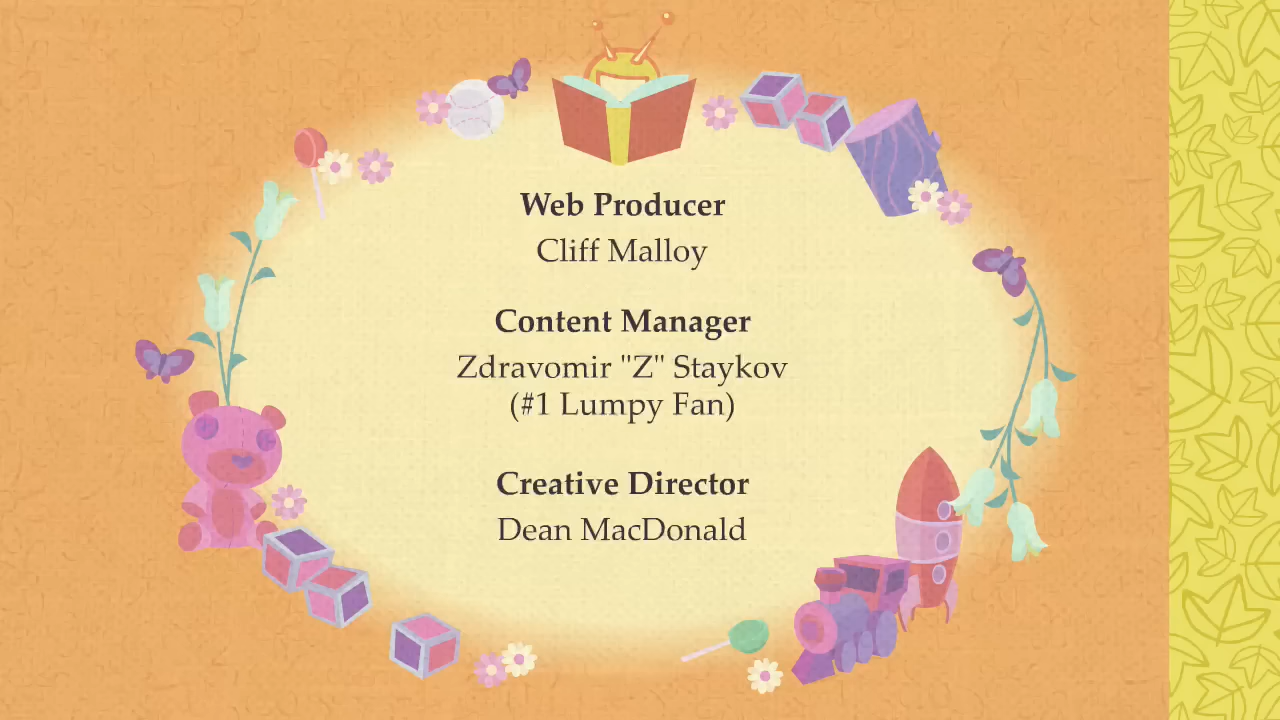 Web Producer
Cliff Malloy
Content Manager
Zdravomir "Z" Staykov
(#1 Lumpy Fan)
Creative Director
Dean MacDonald